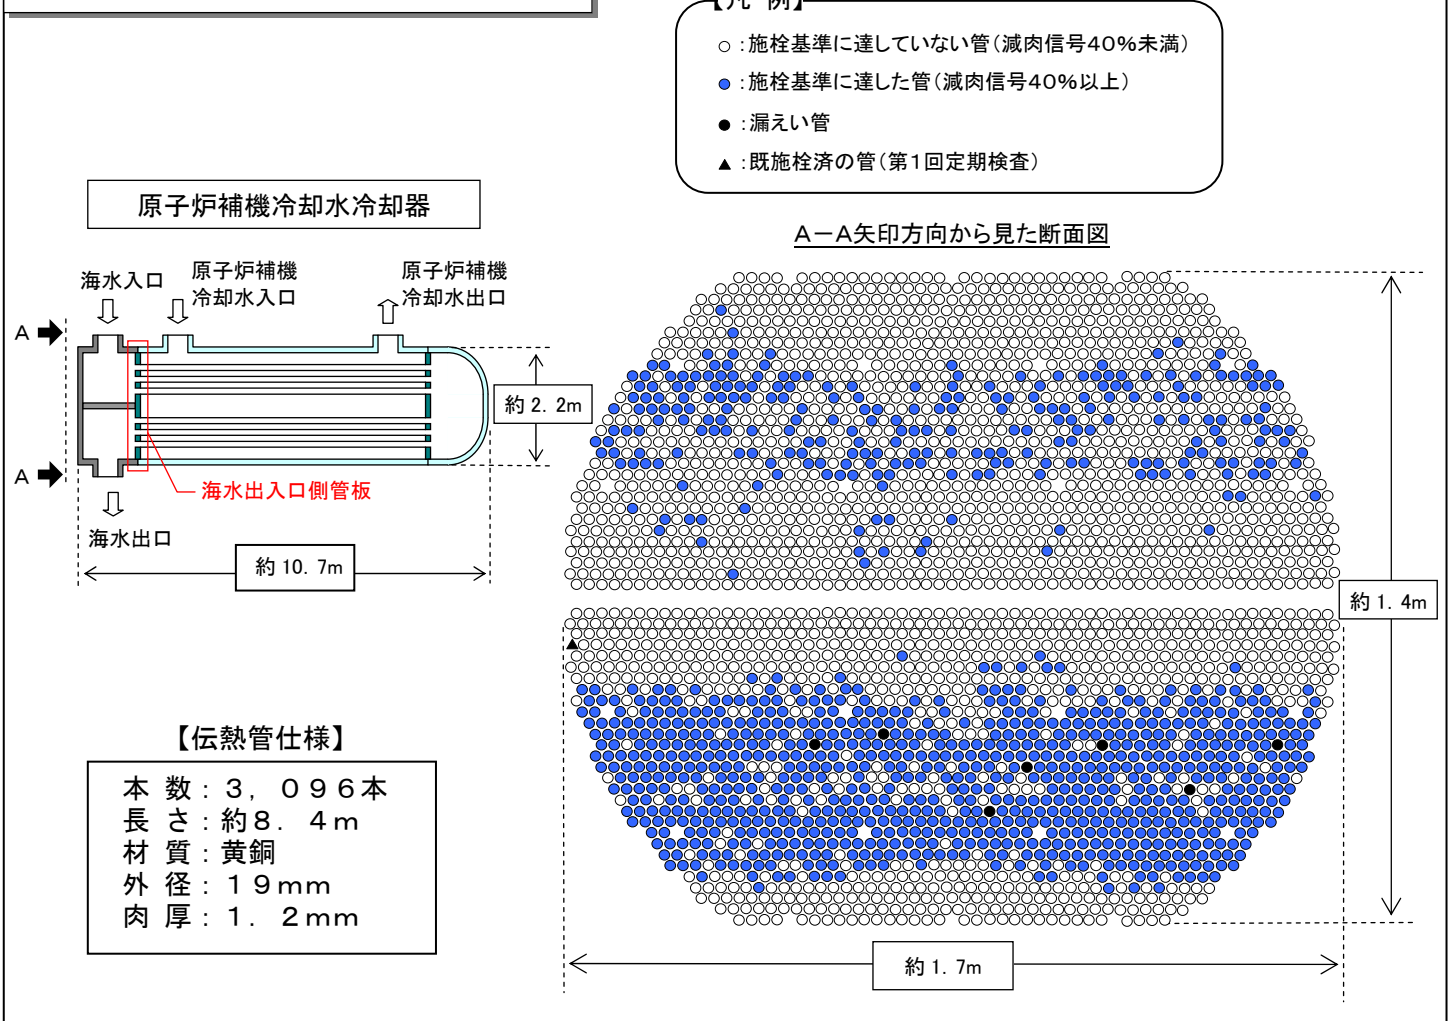 【凡 例】
○:施栓基準に達していない管(減肉信号40%未満)
●:施栓基準に達した管(減肉信号40%以上)
●:漏えい管
▲:既施栓済の管(第1回定期検査)
原子炉補機冷却水冷却器
A-A矢印方向から見た断面図
海水入口
原子炉補機
冷却水入口
原子炉補機
冷却水出口
A
約2.2m
A
海水出入口側管板
海水出口
約10.7m
約1.4m
【伝熱管仕様】
本 数:3,096本
長 さ:約8.4m
材 質:黄銅
外 径:19mm
肉 厚:1.2mm
約1.7m